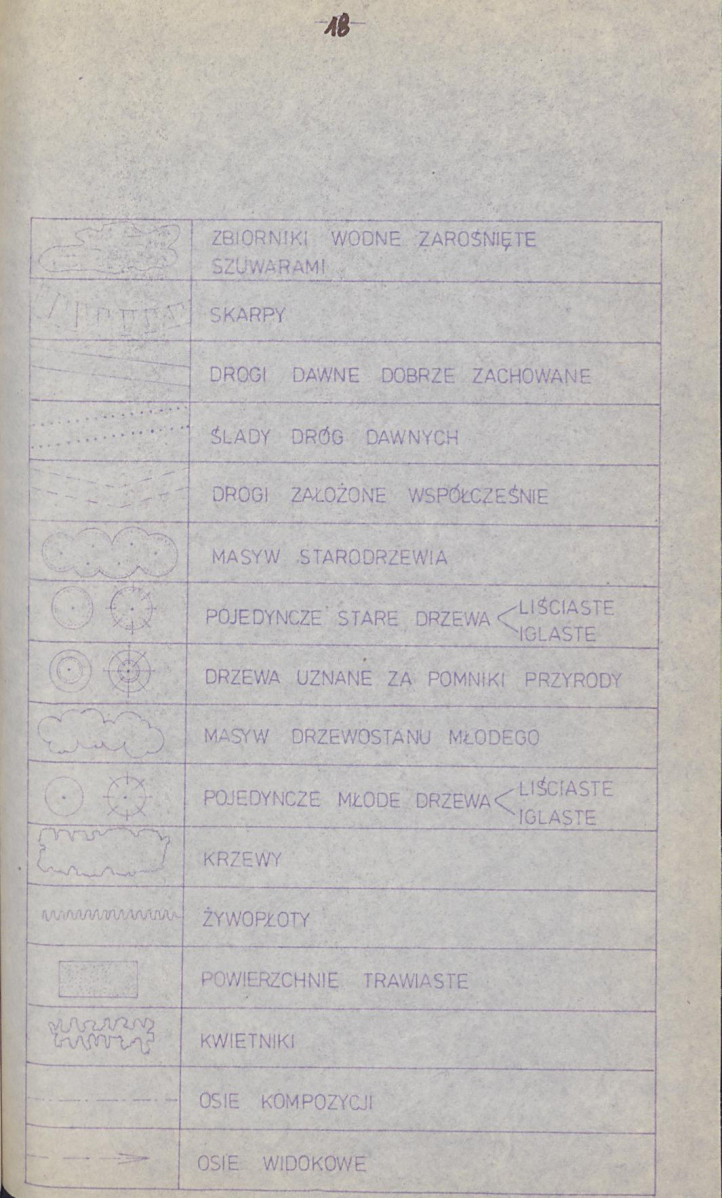 18
ZBIORNIKI WODNE ZAROŚNIĘTE
SZUWARAMI
SKARPY
DROGI DAWNE DOBRZE ZACHOWANE
ŚLADY DRÓG DAWNYCH
DROGI ZAŁOŻONE WSPÓŁCZEŚNIE
MASYW STARODRZEWIA
POJEDYNCZE STARE DRZEWA < LIŚCIASTE
IGLASTE
DRZEWA UZNANE ZA POMNIKI PRZYRODY
MASYW DRZEWOSTANU MŁODEGO
POJEDYNCZE MŁODE DRZEWA < LIŚCIASTE
IGLASTE
KRZEWY
ŻYWOPŁOTY
POWIERZCHNIE TRAWIASTE
KWIETNIKI
OSIE KOMPOZYCJI
OSIE WIDOKOWE